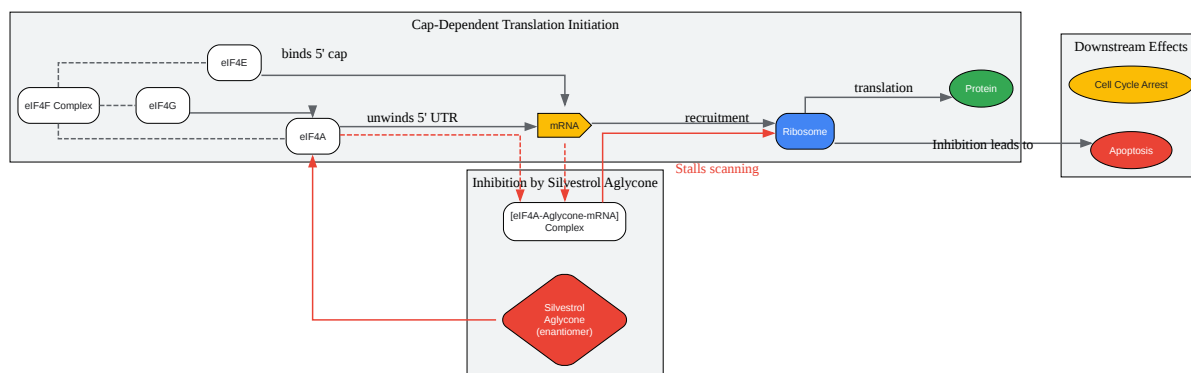 Cap-Dependent Translation Initiation
eIF4E
binds 5' cap
eIF4F Complex
eIF4G
eIF4A
unwinds 5' UTR
mRNA
recruitment
Ribosome
translation
Protein
Inhibition leads to
Stalls scanning
Downstream Effects
Cell Cycle Arrest
Apoptosis
Inhibition by Silvestrol Aglycone
[eIF4A-Aglycone-mRNA]
Complex
Silvestrol
Aglycone
(enantiomer)